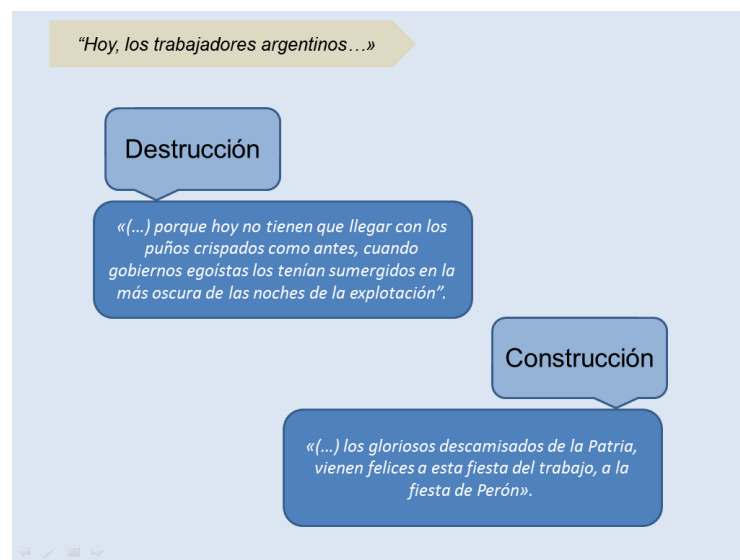 “Hoy, los trabajadores argentinos…»
Destrucción
«(…) porque hoy no tienen que llegar con los
puños crispados como antes, cuando
gobiernos egoístas los tenían sumergidos en la
más oscura de las noches de la explotación”.
Construcción
«(…) los gloriosos descamisados de la Patria,
vienen felices a esta fiesta del trabajo, a la
fiesta de Perón».